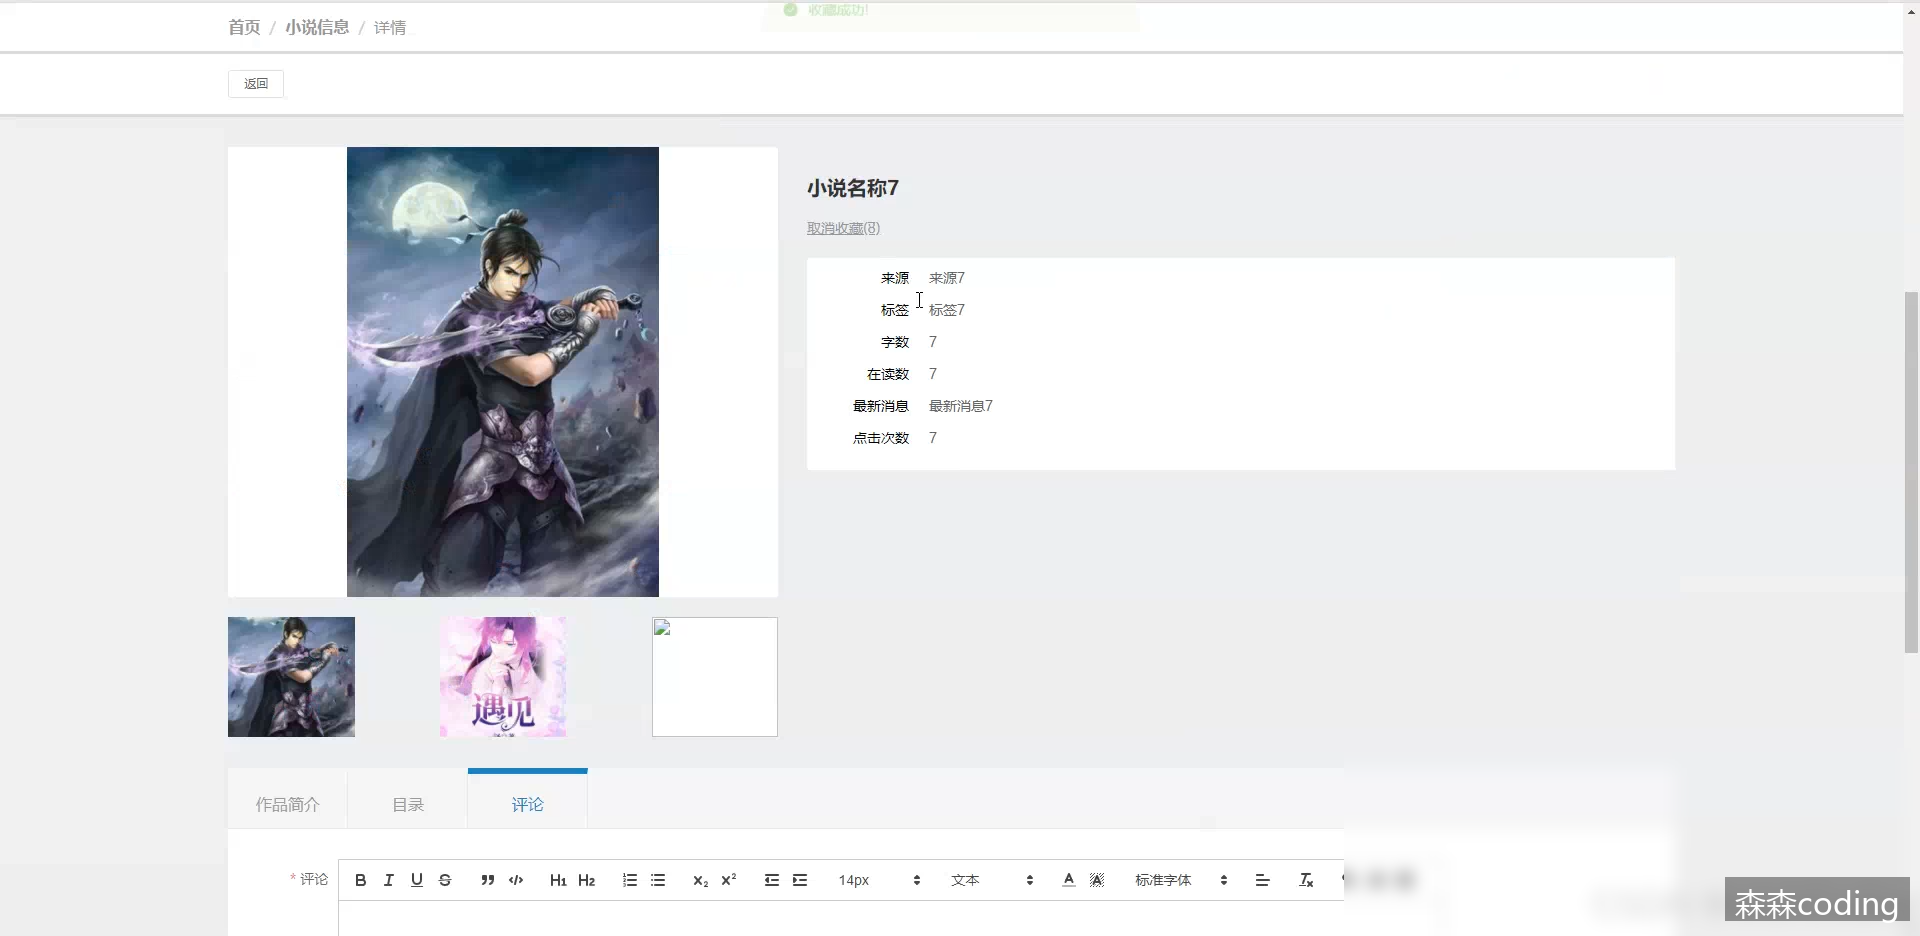 收藏成功!
首页 / 小说信息 / 详情
返回
小说名称7
取消收藏(8)
来源 来源7
标签 标签7
字数 7
在读数 7
最新消息 最新消息7
点击次数 7
遇见
作品简介 目录 评论
* 评论 B I U S H1 H2 x₂ x² 14px 文本 A A 标准字体 Tx
森森coding